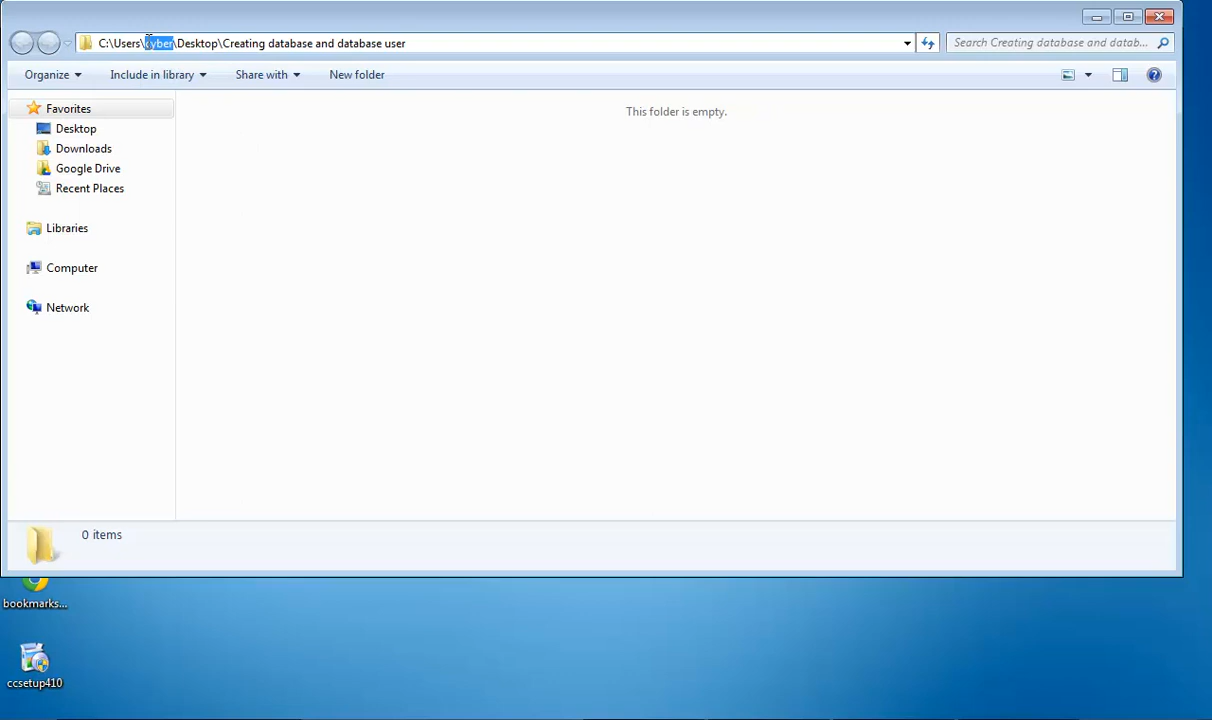 C:\Users\cyber\Desktop\Creating database and database user
Search Creating database and datab...
Organize
Include in library
Share with
New folder
Favorites
This folder is empty.
Desktop
Downloads
Google Drive
Recent Places
Libraries
Computer
Network
0 items
bookmarks...
ccsetup410